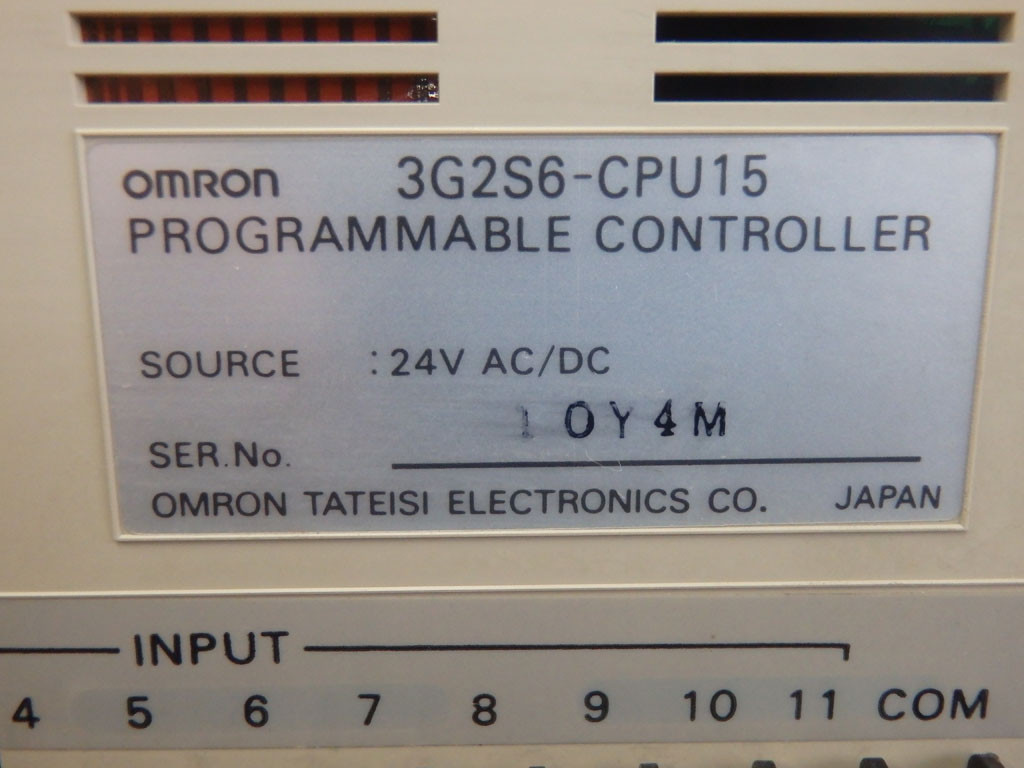 OMRON 3G2S6-CPU15
PROGRAMMABLE CONTROLLER
SOURCE : 24V AC/DC
SER.No. 10Y4M
OMRON TATEISI ELECTRONICS CO. JAPAN
INPUT
4 5 6 7 8 9 10 11 COM